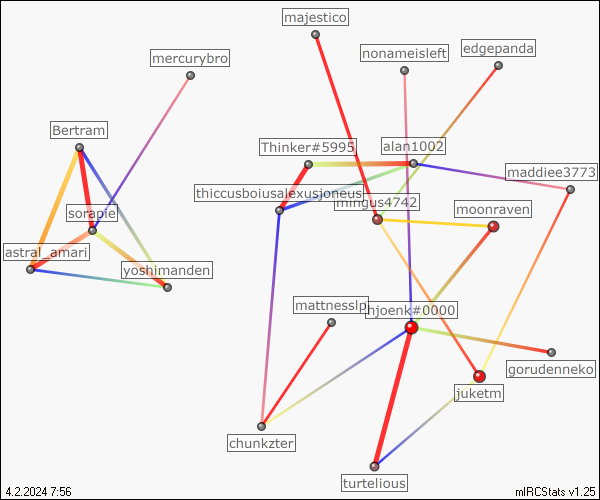 majestico
nonameisleft
edgepanda
mercurybro
Bertram
Thinker#5995
alan1002
maddiee3773
thiccusboiusalexusjoneus
mingus4742
sorapie
moonraven
astral_amari
yoshimanden
mattnesslp
hjoenk#0000
gorudenneko
juketm
chunkzter
turtelious
4.2.2024 7:56
mIRCStats v1.25